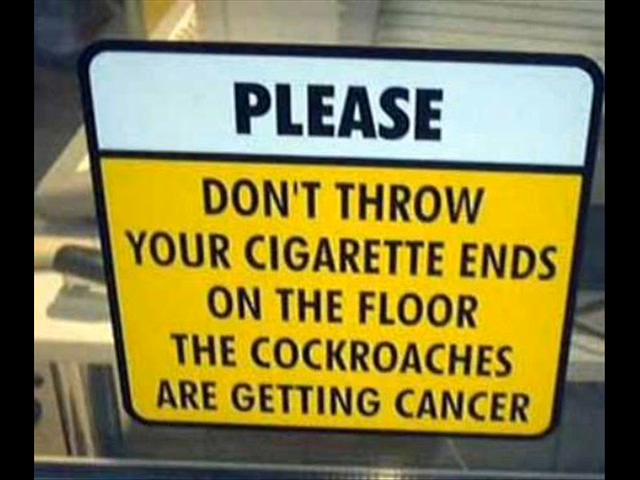 PLEASE
DON'T THROW
YOUR CIGARETTE ENDS
ON THE FLOOR
THE COCKROACHES
ARE GETTING CANCER